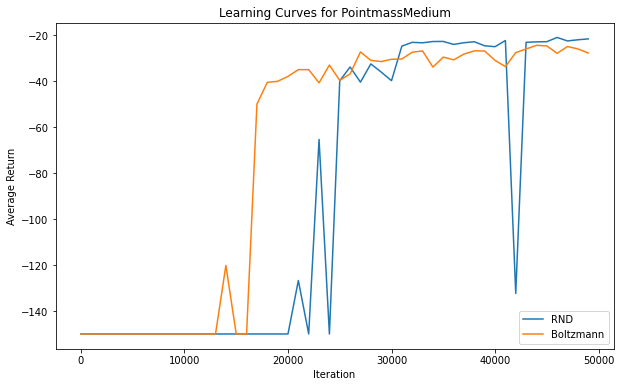 Learning Curves for PointmassMedium
Average Return
−20
−40
−60
−80
−100
−120
−140
0 10000 20000 30000 40000 50000
Iteration
RND
Boltzmann